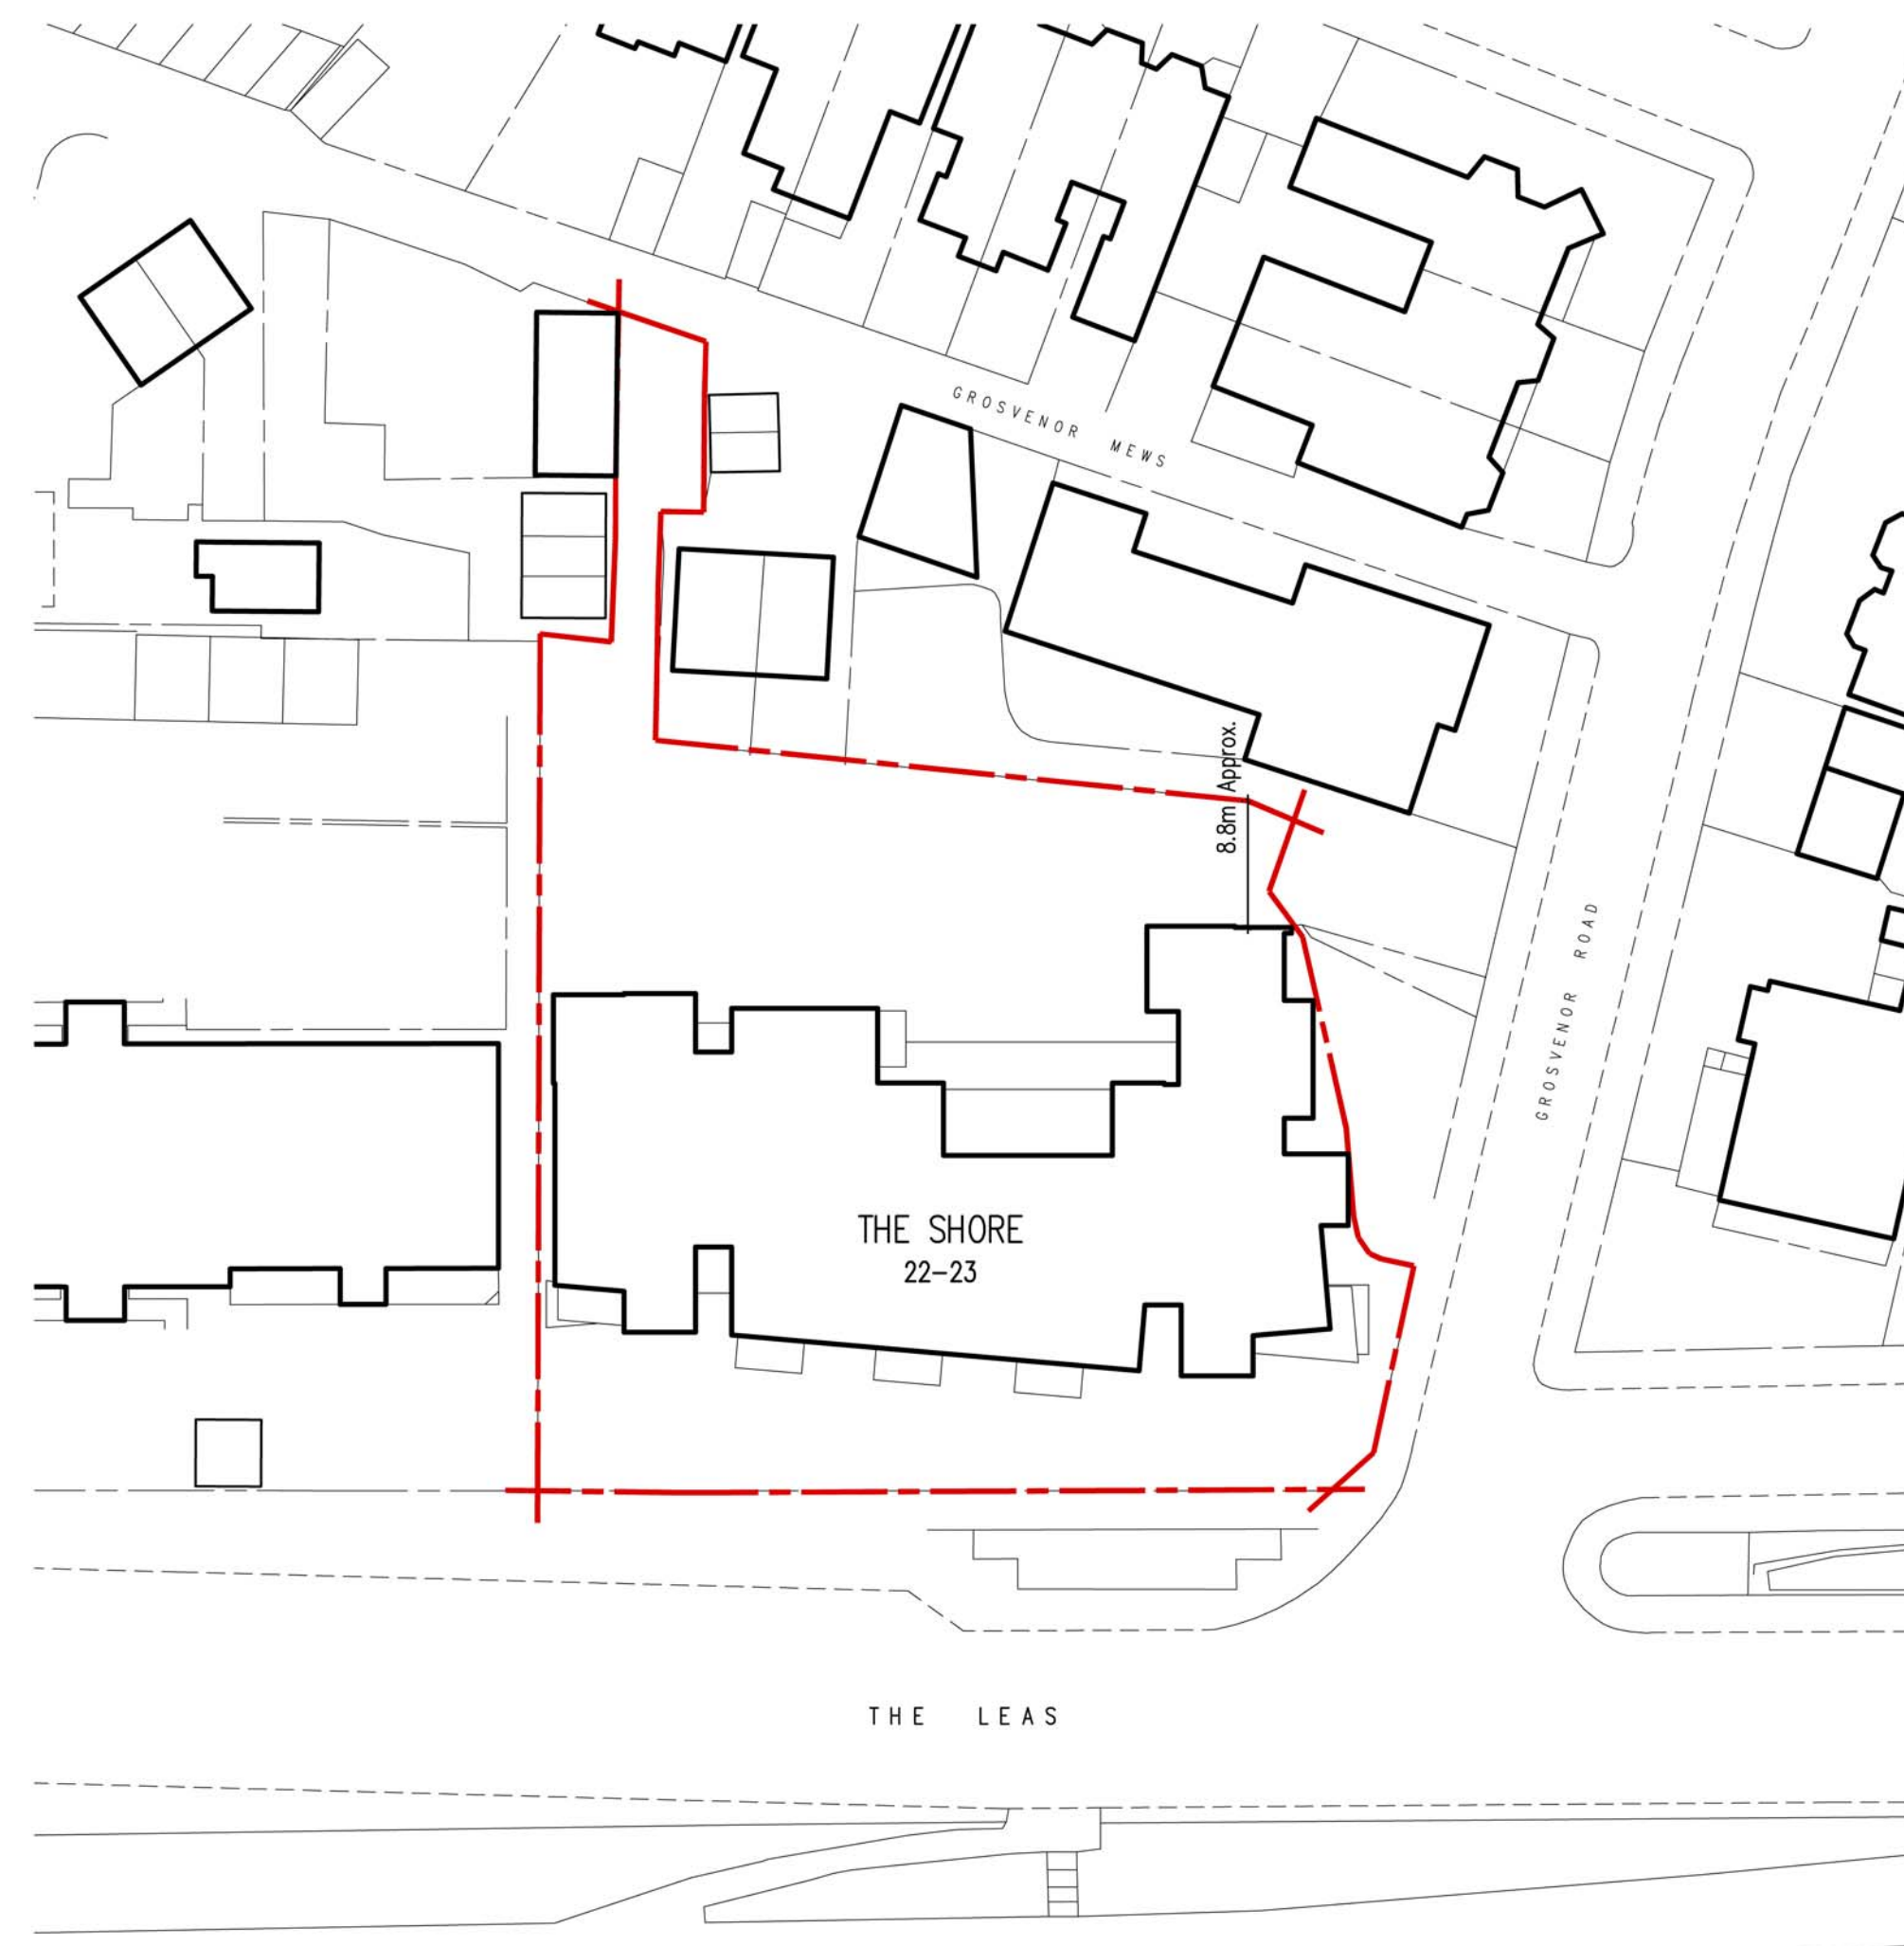 GROSVENOR MEWS
8.8m Approx.
GROSVENOR ROAD
THE SHORE
22-23
THE LEAS